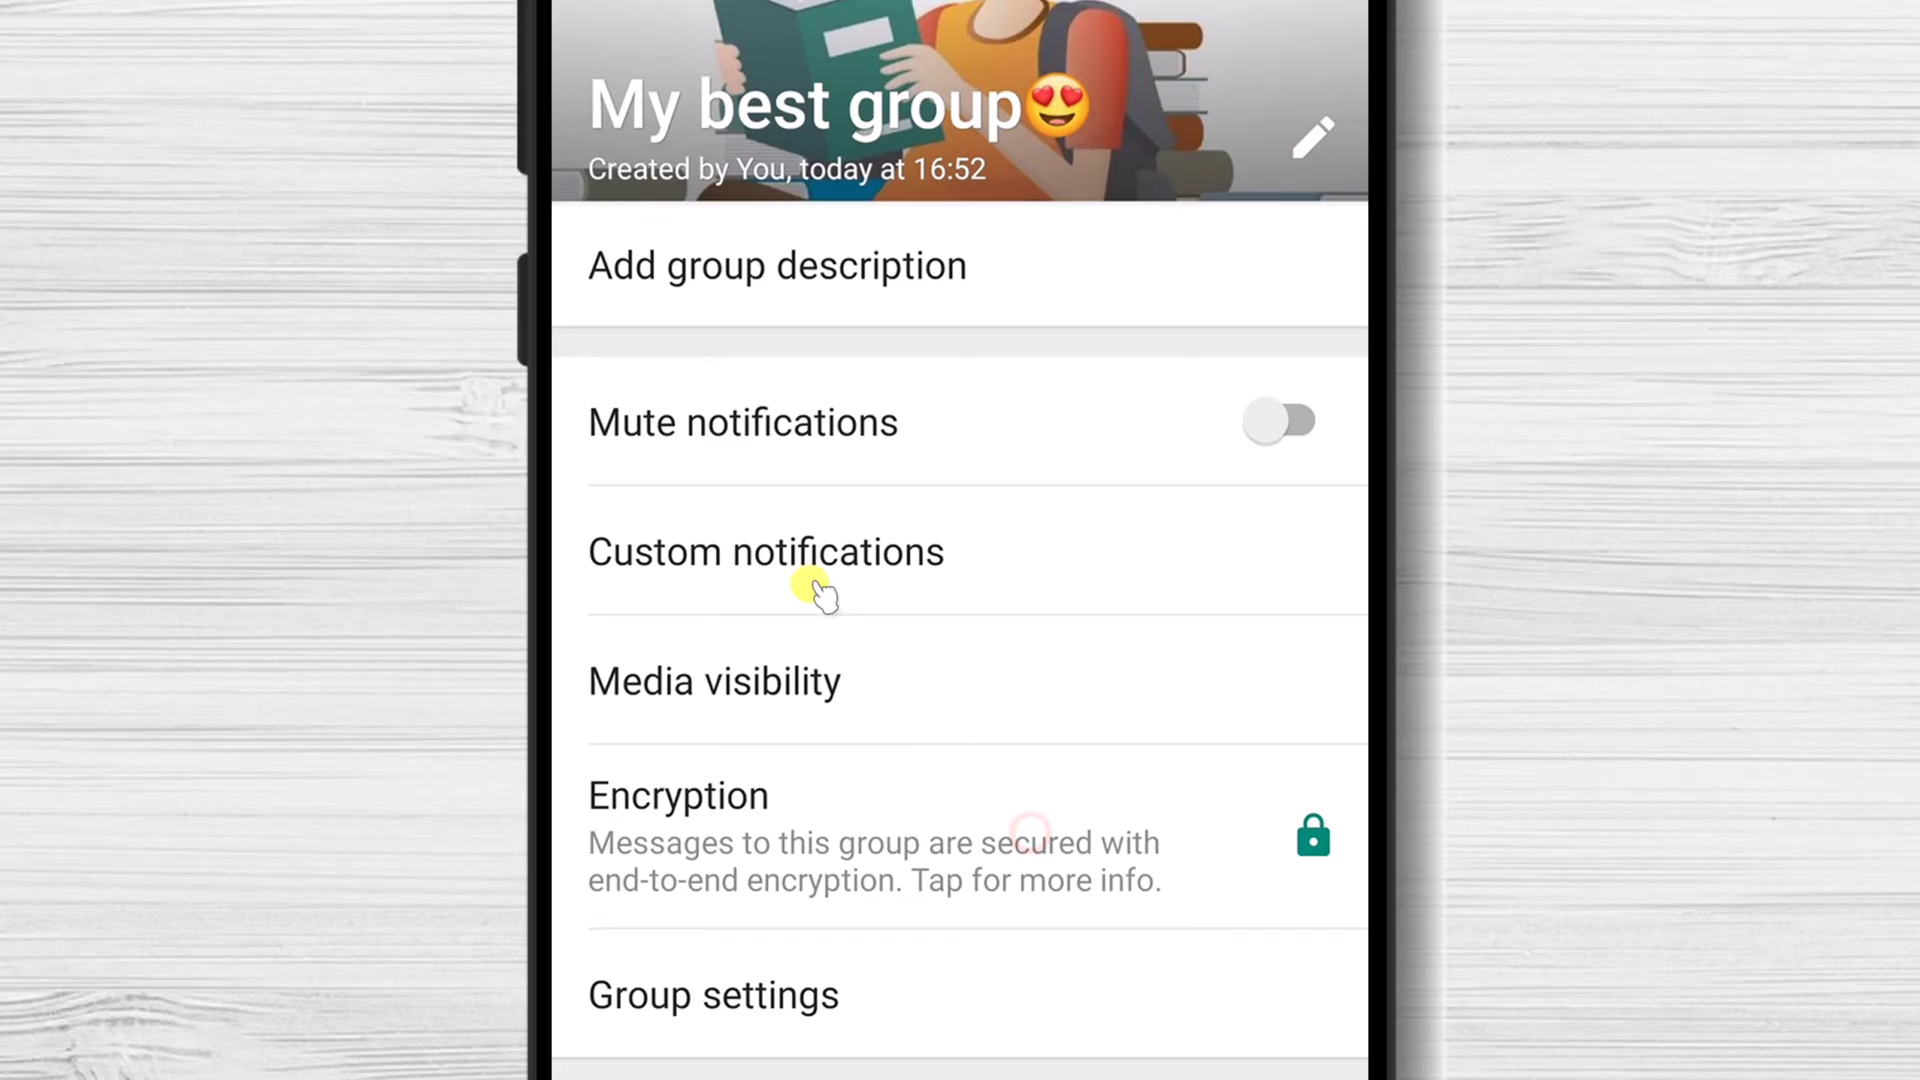 My best group😍
Created by You, today at 16:52
Add group description
Mute notifications
Custom notifications
Media visibility
Encryption
Messages to this group are secured with
end-to-end encryption. Tap for more info.
Group settings